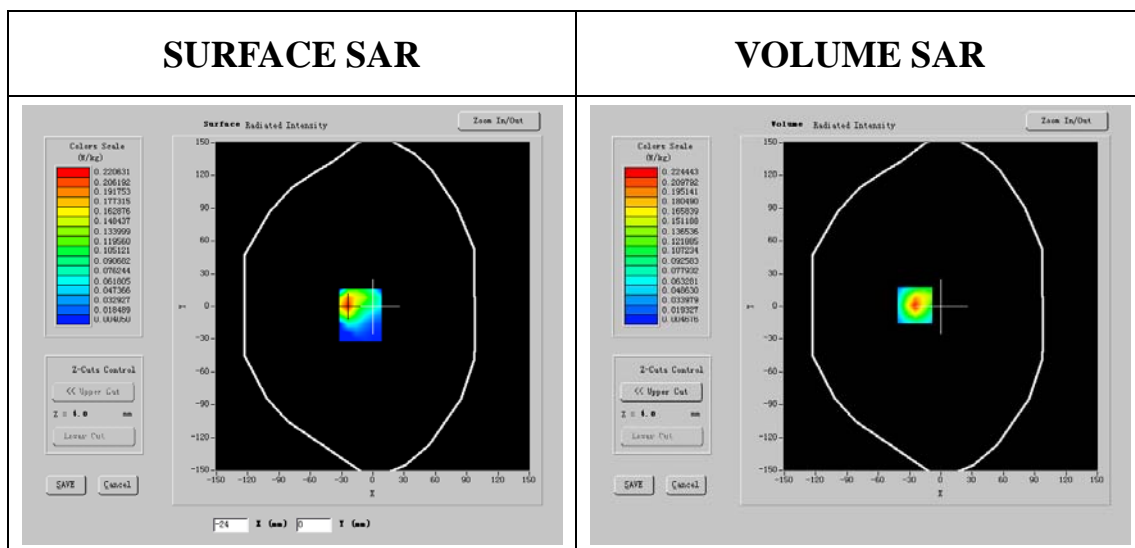 SURFACE SAR
VOLUME SAR
Surface Radiated Intensity
Zoom In/Out
Colors Scale
(W/kg)
0.220631
0.206192
0.191753
0.177315
0.162876
0.148437
0.133999
0.119560
0.105121
0.090682
0.076244
0.061805
0.047366
0.032927
0.018489
0.004050
150
120
90
60
30
0
-30
-60
-90
-120
-150
Y
-150 -120 -90 -60 -30 0 30 60 90 120 150
X
Z-Cuts Control
<< Upper Cut
Z = 4.0 mm
Lower Cut
SAVE
Cancel
-24 X (mm) 0 Y (mm)
Volume Radiated Intensity
Zoom In/Out
Colors Scale
(W/kg)
0.224443
0.209792
0.195141
0.180490
0.165839
0.151188
0.136536
0.121885
0.107234
0.092583
0.077932
0.063281
0.048630
0.033979
0.019327
0.004676
150
120
90
60
30
0
-30
-60
-90
-120
-150
Y
-150 -120 -90 -60 -30 0 30 60 90 120 150
X
Z-Cuts Control
<< Upper Cut
Z = 4.0 mm
Lower Cut
SAVE
Cancel